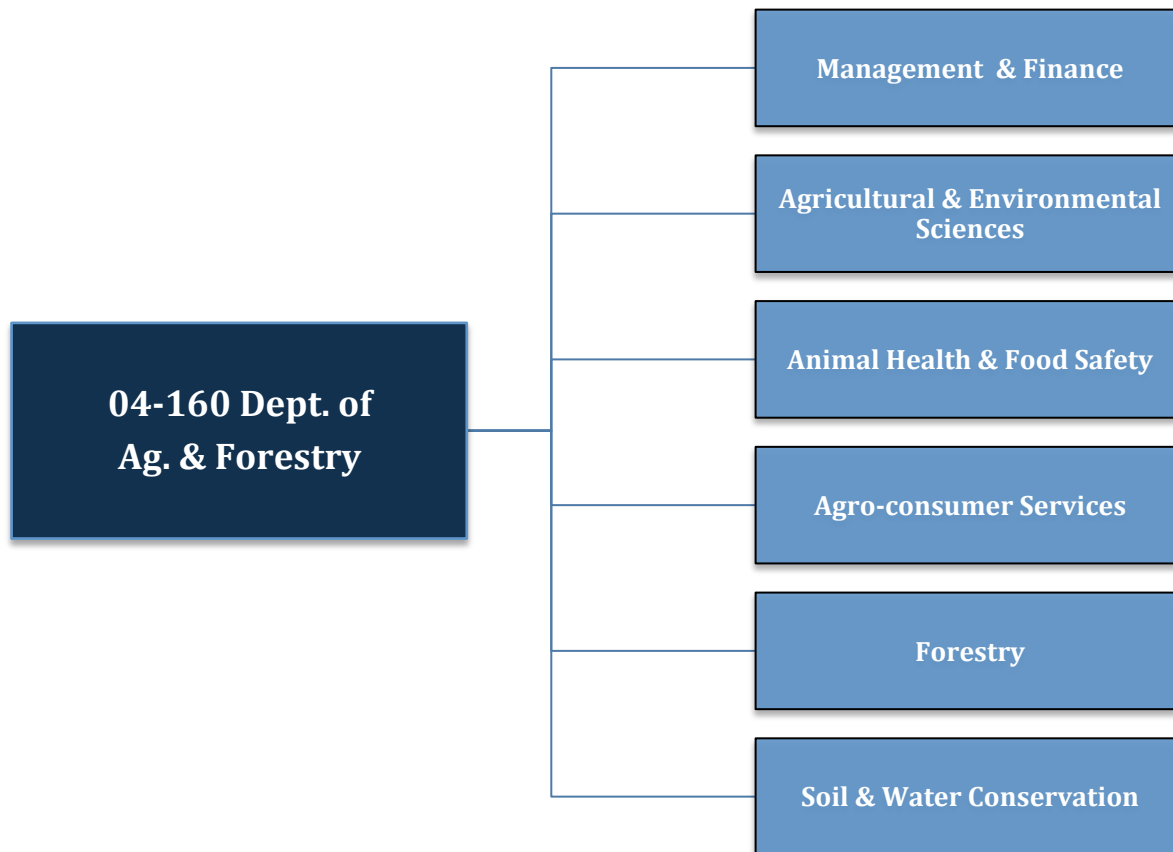 Management & Finance
Agricultural & Environmental
Sciences
Animal Health & Food Safety
04-160 Dept. of
Ag. & Forestry
Agro-consumer Services
Forestry
Soil & Water Conservation